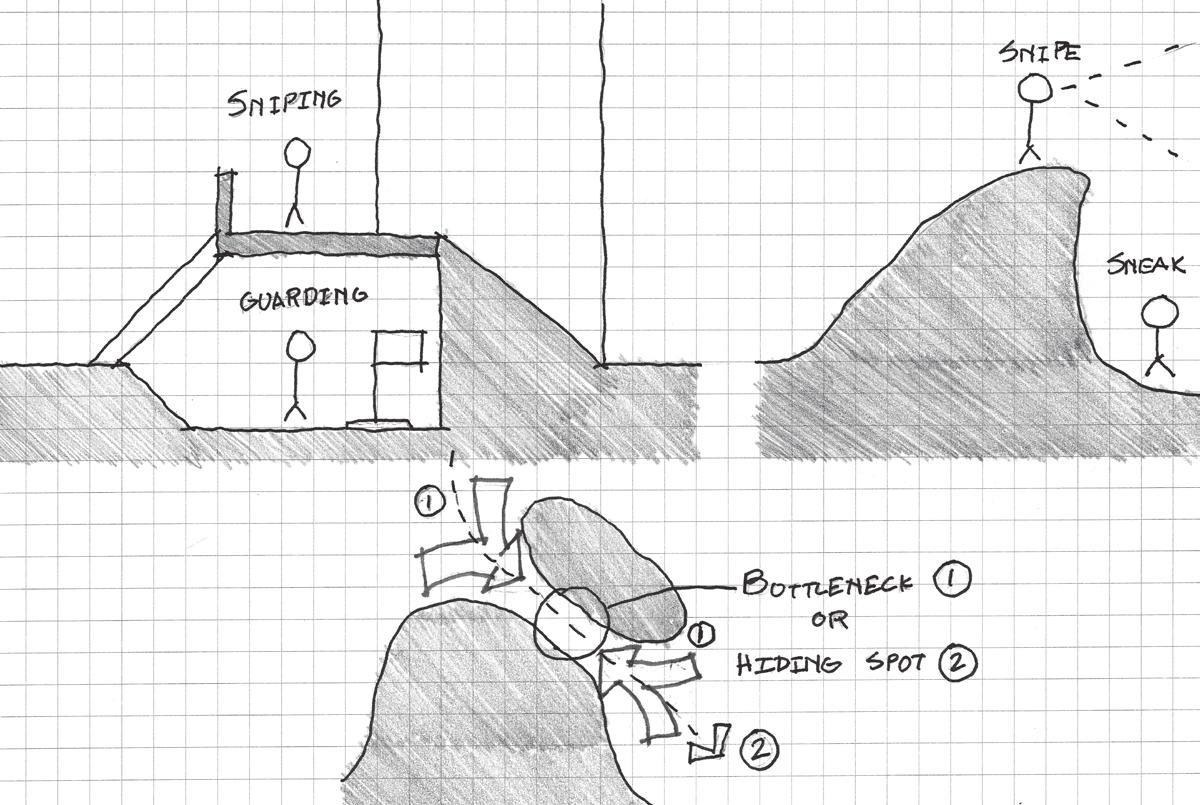 SNIPING
GUARDING
SNIPE
SNEAK
1
BOTTLENECK 1
OR
HIDING SPOT 2
1
2